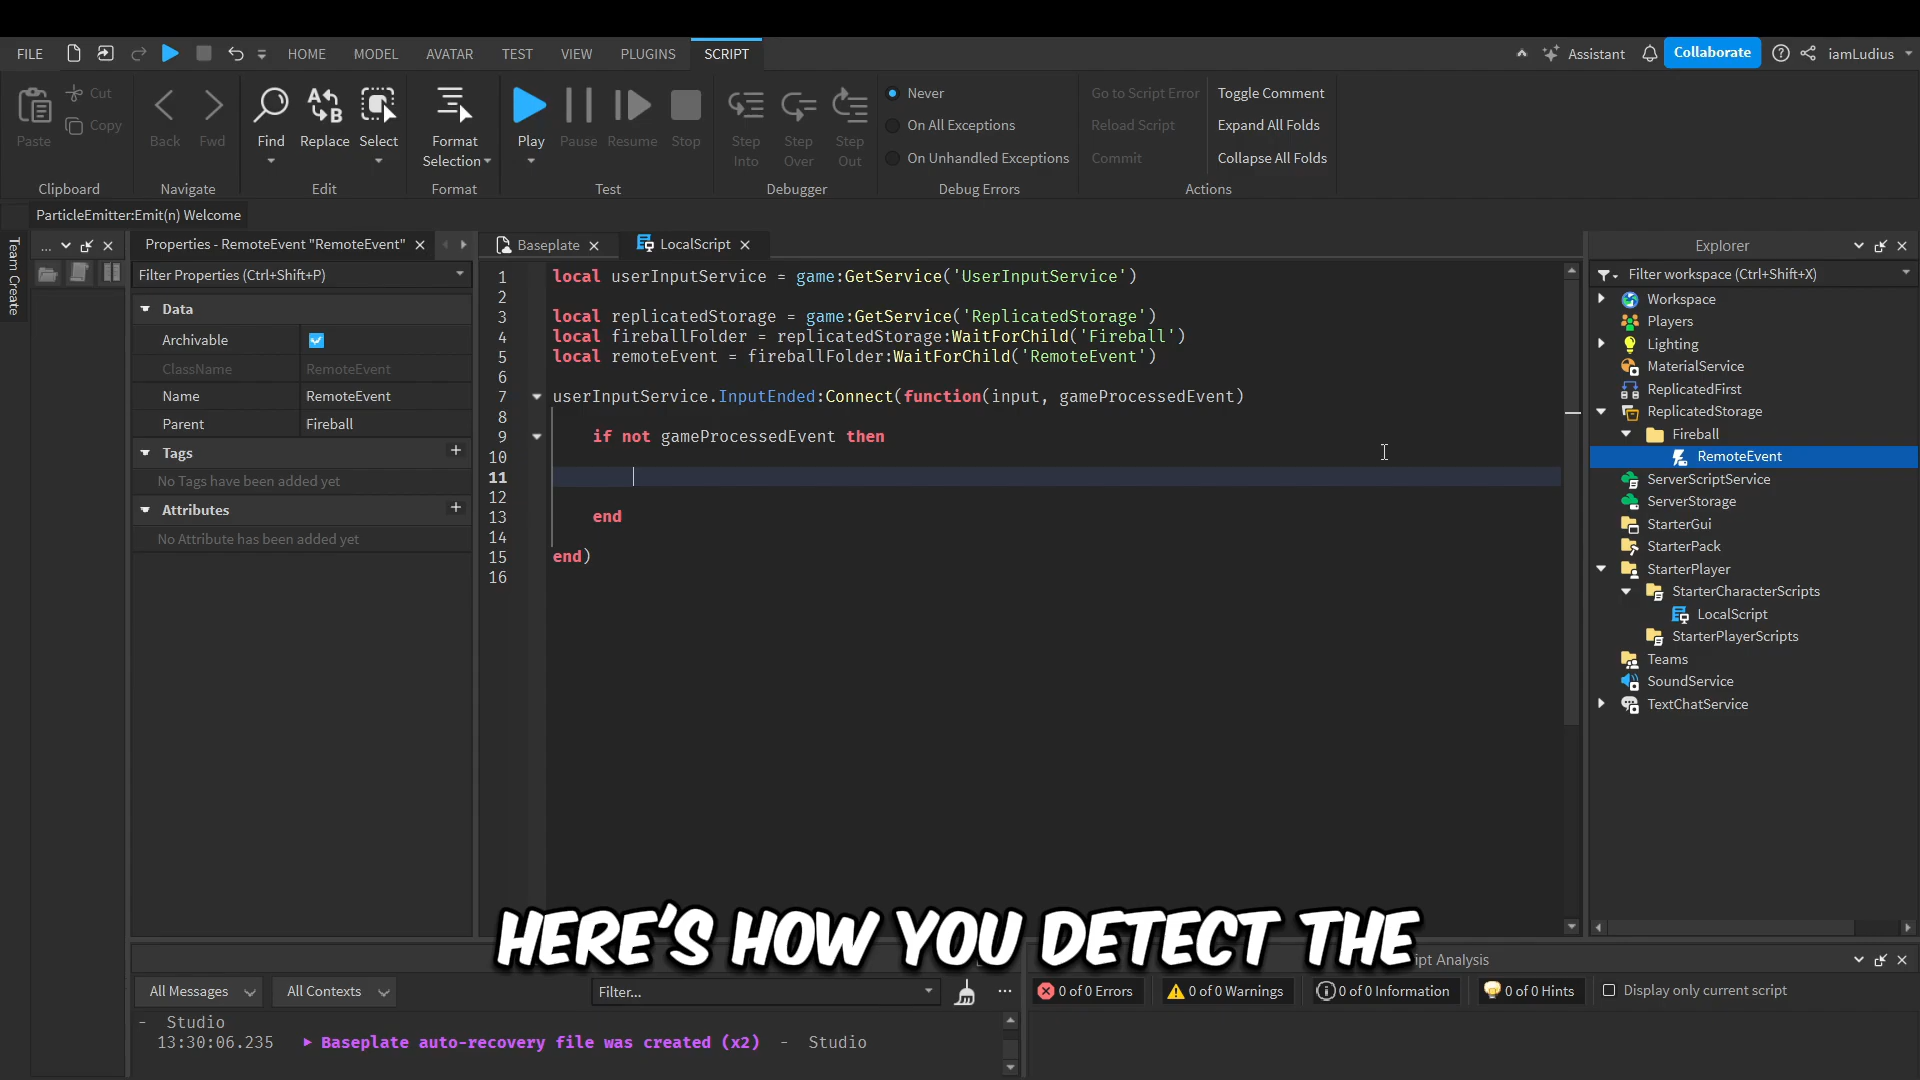 FILE HOME MODEL AVATAR TEST VIEW PLUGINS SCRIPT Assistant Collaborate iamLudius
Paste Cut Copy Back Fwd Find Replace Select Format Selection Play Pause Resume Stop Step Into Step Over Step Out
Never On All Exceptions On Unhandled Exceptions
Go to Script Error Reload Script Commit
Toggle Comment Expand All Folds Collapse All Folds
Clipboard Navigate Edit Format Test Debugger Debug Errors Actions
ParticleEmitter:Emit(n) Welcome
Team Create
... Properties - RemoteEvent "RemoteEvent"
Filter Properties (Ctrl+Shift+P)
Data
Archivable
ClassName RemoteEvent
Name RemoteEvent
Parent Fireball
Tags
No Tags have been added yet
Attributes
No Attribute has been added yet
Baseplate LocalScript
1 local userInputService = game:GetService('UserInputService')
2
3 local replicatedStorage = game:GetService('ReplicatedStorage')
4 local fireballFolder = replicatedStorage:WaitForChild('Fireball')
5 local remoteEvent = fireballFolder:WaitForChild('RemoteEvent')
6
7 userInputService.InputEnded:Connect(function(input, gameProcessedEvent)
8
9 if not gameProcessedEvent then
10
11
12
13 end
14
15 end)
16
Explorer
Filter workspace (Ctrl+Shift+X)
Workspace
Players
Lighting
MaterialService
ReplicatedFirst
ReplicatedStorage
Fireball
RemoteEvent
ServerScriptService
ServerStorage
StarterGui
StarterPack
StarterPlayer
StarterCharacterScripts
LocalScript
StarterPlayerScripts
Teams
SoundService
TextChatService
HERE'S HOW YOU DETECT THE
All Messages All Contexts Filter... ...
- Studio
13:30:06.235 Baseplate auto-recovery file was created (x2) - Studio
ipt Analysis
0 of 0 Errors 0 of 0 Warnings 0 of 0 Information 0 of 0 Hints Display only current script